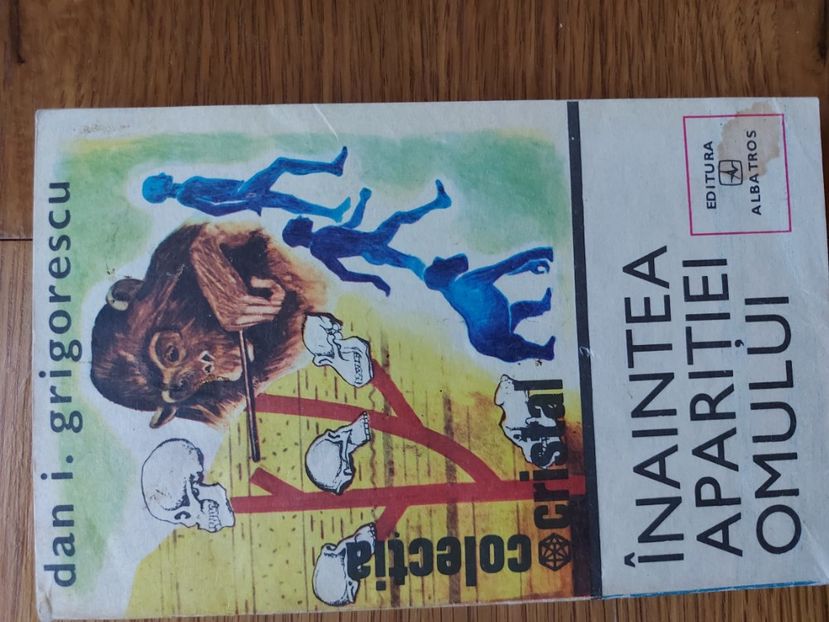 dan i. grigorescu
colecția
cristal
ÎNAINTEA
APARIȚIEI
OMULUI
EDITURA
ALBATROS